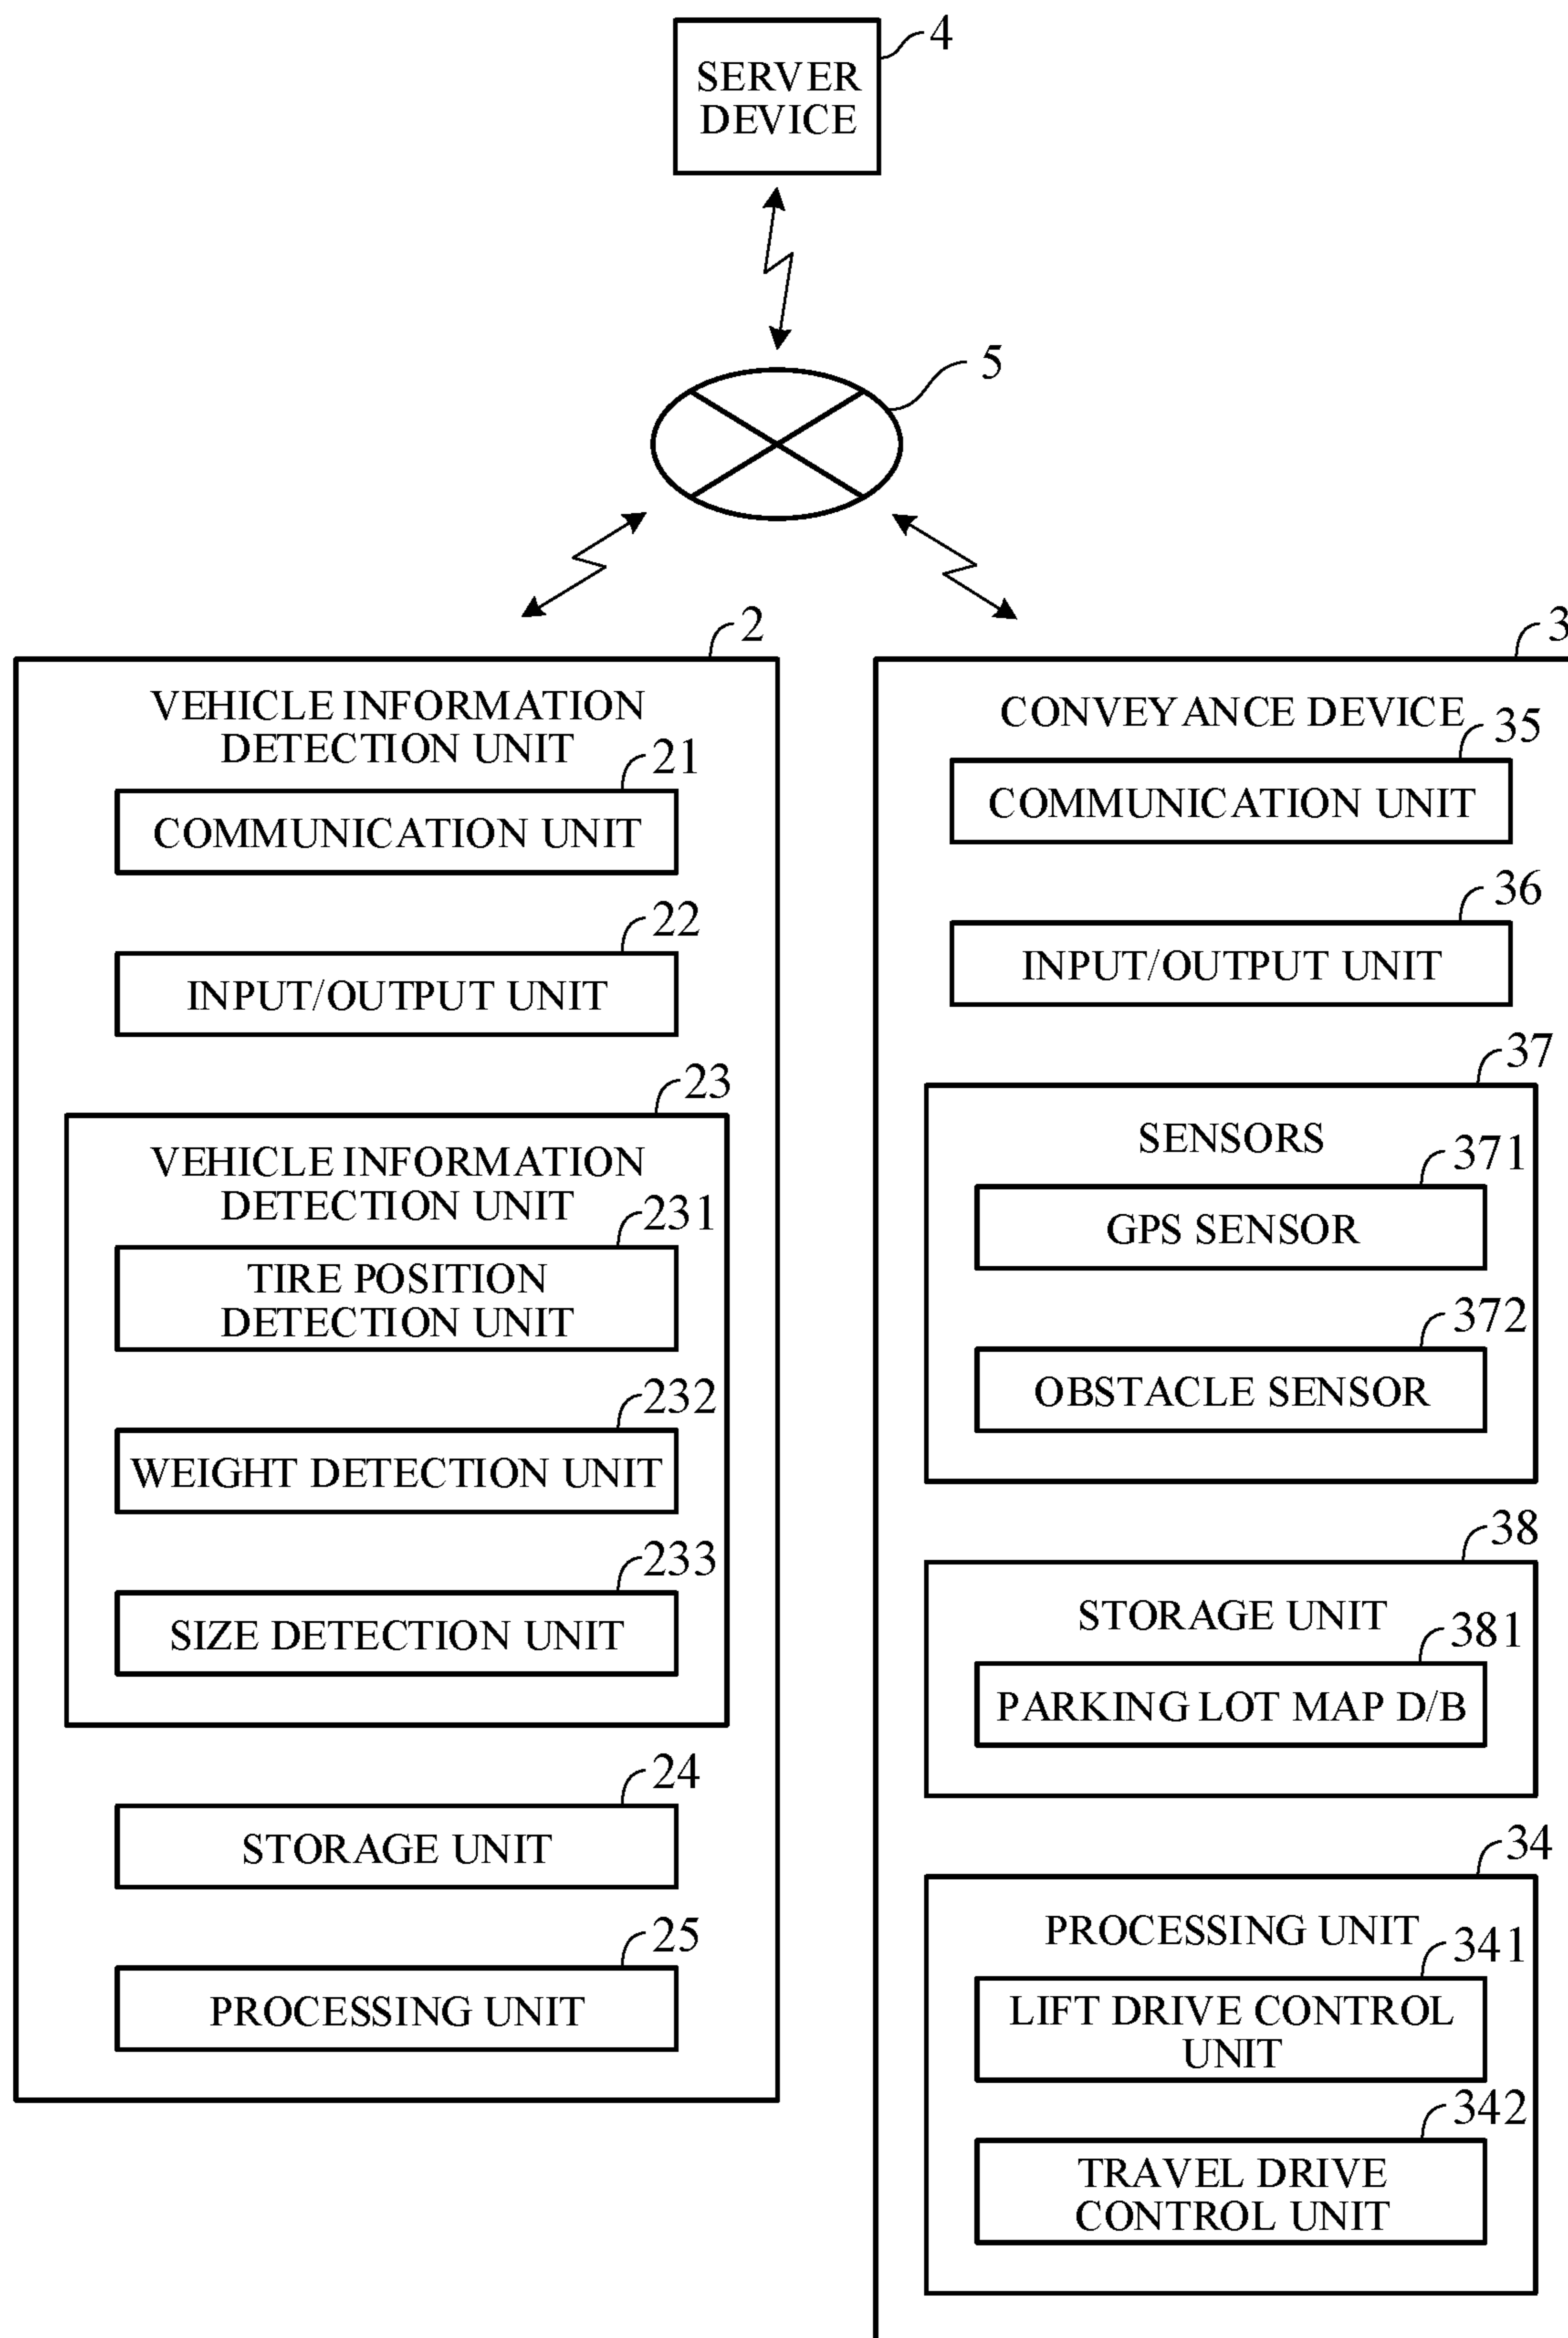 4
SERVER
DEVICE
5
2
VEHICLE INFORMATION
DETECTION UNIT
21
COMMUNICATION UNIT
22
INPUT/OUTPUT UNIT
23
VEHICLE INFORMATION
DETECTION UNIT
231
TIRE POSITION
DETECTION UNIT
232
WEIGHT DETECTION UNIT
233
SIZE DETECTION UNIT
24
STORAGE UNIT
25
PROCESSING UNIT
3
CONVEYANCE DEVICE
35
COMMUNICATION UNIT
36
INPUT/OUTPUT UNIT
37
SENSORS
371
GPS SENSOR
372
OBSTACLE SENSOR
38
STORAGE UNIT
381
PARKING LOT MAP D/B
34
PROCESSING UNIT
341
LIFT DRIVE CONTROL
UNIT
342
TRAVEL DRIVE
CONTROL UNIT